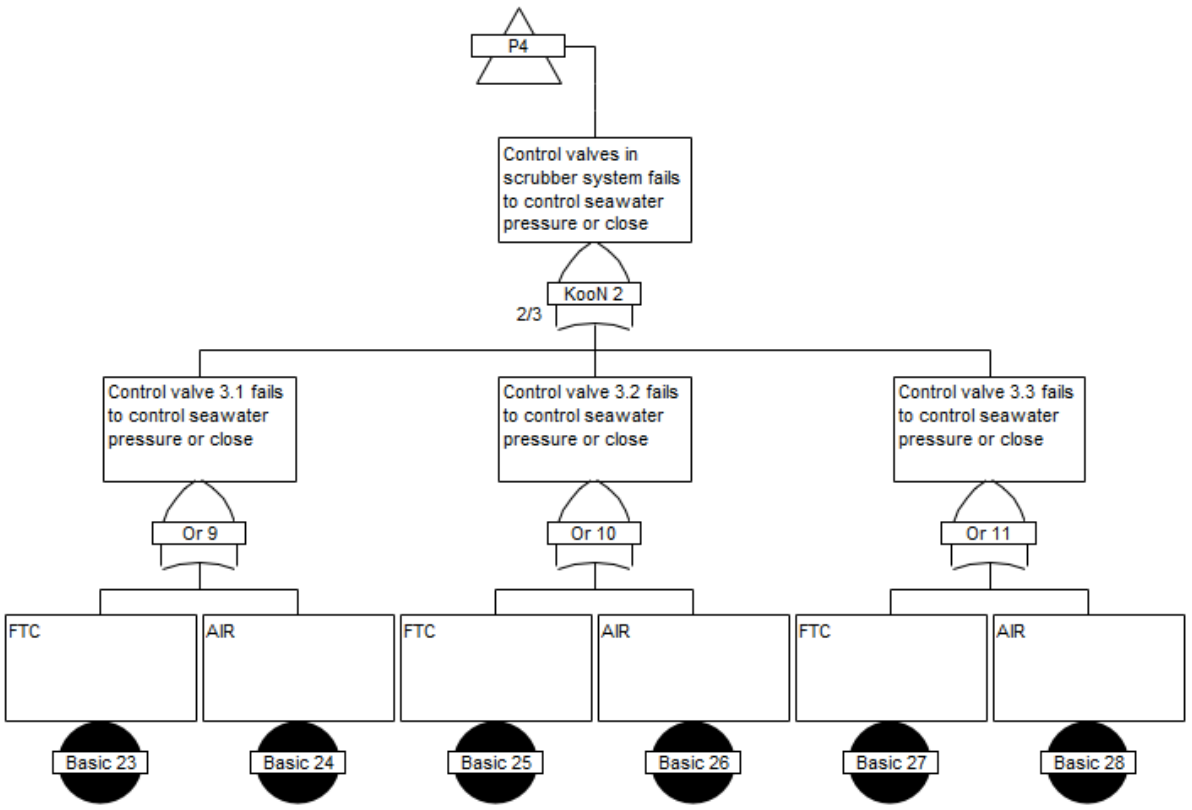 P4
Control valves in
scrubber system fails
to control seawater
pressure or close
KooN 2
2/3
Control valve 3.1 fails
to control seawater
pressure or close
Control valve 3.2 fails
to control seawater
pressure or close
Control valve 3.3 fails
to control seawater
pressure or close
Or 9
Or 10
Or 11
FTC
AIR
FTC
AIR
FTC
AIR
Basic 23
Basic 24
Basic 25
Basic 26
Basic 27
Basic 28